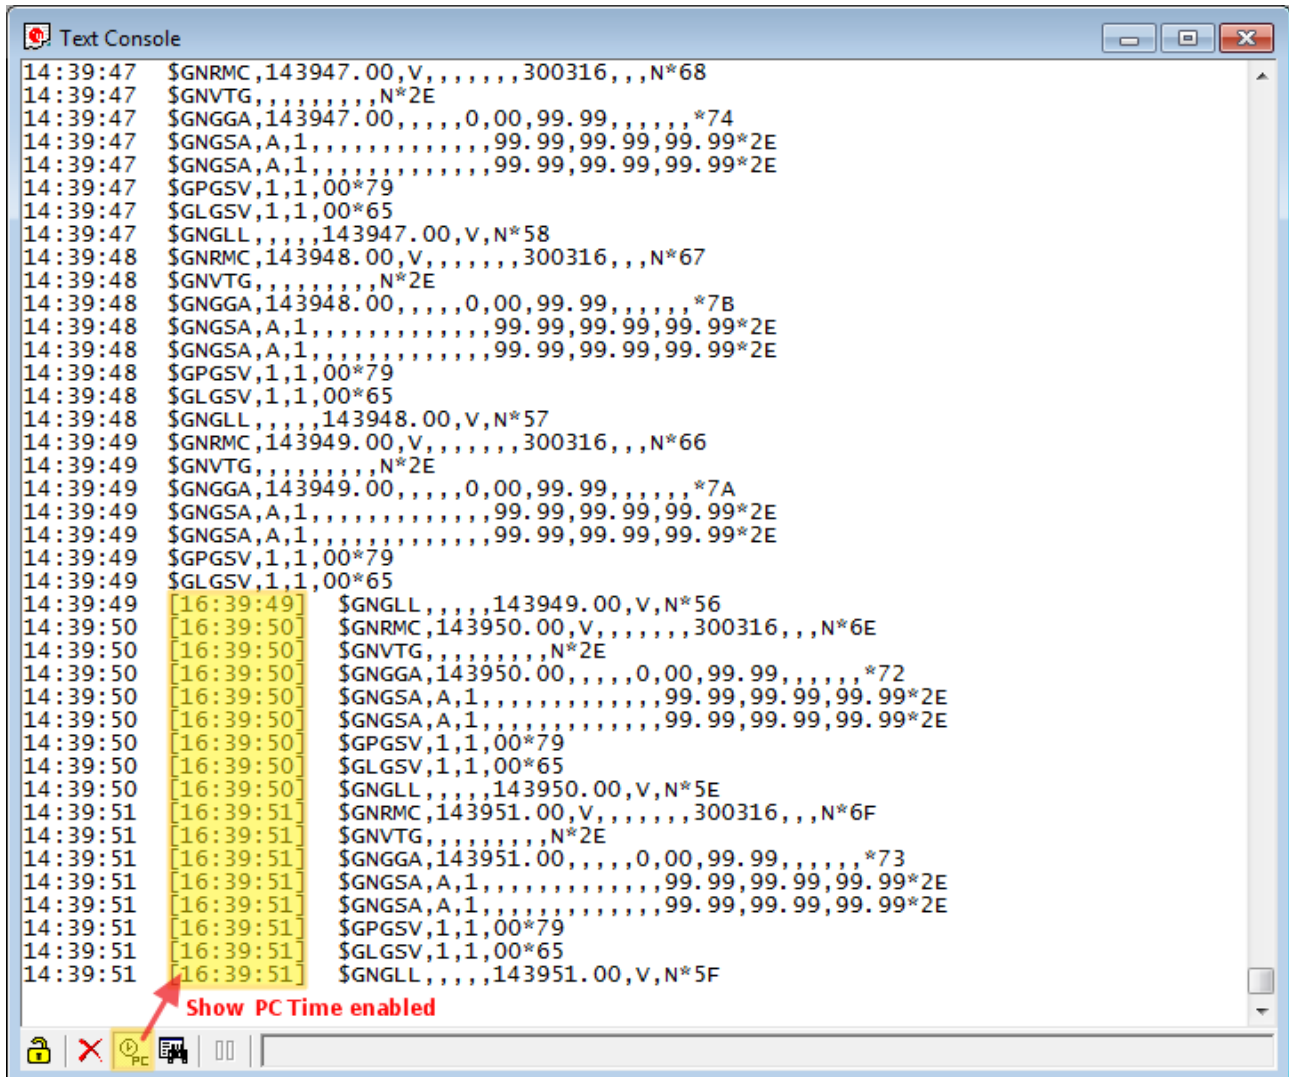 Text Console
14:39:47 $GNRMC,143947.00,V,,,,,,,300316,,,N*68
14:39:47 $GNVTG,,,,,,,,,N*2E
14:39:47 $GNGGA,143947.00,,,,,0,00,99.99,,,,,,*74
14:39:47 $GNGSA,A,1,,,,,,,,,,,,,99.99,99.99,99.99*2E
14:39:47 $GNGSA,A,1,,,,,,,,,,,,,99.99,99.99,99.99*2E
14:39:47 $GPGSV,1,1,00*79
14:39:47 $GLGSV,1,1,00*65
14:39:47 $GNGLL,,,,,143947.00,V,N*58
14:39:48 $GNRMC,143948.00,V,,,,,,,300316,,,N*67
14:39:48 $GNVTG,,,,,,,,,N*2E
14:39:48 $GNGGA,143948.00,,,,,0,00,99.99,,,,,,*7B
14:39:48 $GNGSA,A,1,,,,,,,,,,,,,99.99,99.99,99.99*2E
14:39:48 $GNGSA,A,1,,,,,,,,,,,,,99.99,99.99,99.99*2E
14:39:48 $GPGSV,1,1,00*79
14:39:48 $GLGSV,1,1,00*65
14:39:48 $GNGLL,,,,,143948.00,V,N*57
14:39:49 $GNRMC,143949.00,V,,,,,,,300316,,,N*66
14:39:49 $GNVTG,,,,,,,,,N*2E
14:39:49 $GNGGA,143949.00,,,,,0,00,99.99,,,,,,*7A
14:39:49 $GNGSA,A,1,,,,,,,,,,,,,99.99,99.99,99.99*2E
14:39:49 $GNGSA,A,1,,,,,,,,,,,,,99.99,99.99,99.99*2E
14:39:49 $GPGSV,1,1,00*79
14:39:49 $GLGSV,1,1,00*65
14:39:49 [16:39:49] $GNGLL,,,,,143949.00,V,N*56
14:39:50 [16:39:50] $GNRMC,143950.00,V,,,,,,,300316,,,N*6E
14:39:50 [16:39:50] $GNVTG,,,,,,,,,N*2E
14:39:50 [16:39:50] $GNGGA,143950.00,,,,,0,00,99.99,,,,,,*72
14:39:50 [16:39:50] $GNGSA,A,1,,,,,,,,,,,,,99.99,99.99,99.99*2E
14:39:50 [16:39:50] $GNGSA,A,1,,,,,,,,,,,,,99.99,99.99,99.99*2E
14:39:50 [16:39:50] $GPGSV,1,1,00*79
14:39:50 [16:39:50] $GLGSV,1,1,00*65
14:39:50 [16:39:50] $GNGLL,,,,,143950.00,V,N*5E
14:39:51 [16:39:51] $GNRMC,143951.00,V,,,,,,,300316,,,N*6F
14:39:51 [16:39:51] $GNVTG,,,,,,,,,N*2E
14:39:51 [16:39:51] $GNGGA,143951.00,,,,,0,00,99.99,,,,,,*73
14:39:51 [16:39:51] $GNGSA,A,1,,,,,,,,,,,,,99.99,99.99,99.99*2E
14:39:51 [16:39:51] $GNGSA,A,1,,,,,,,,,,,,,99.99,99.99,99.99*2E
14:39:51 [16:39:51] $GPGSV,1,1,00*79
14:39:51 [16:39:51] $GLGSV,1,1,00*65
14:39:51 [16:39:51] $GNGLL,,,,,143951.00,V,N*5F
Show PC Time enabled
PC